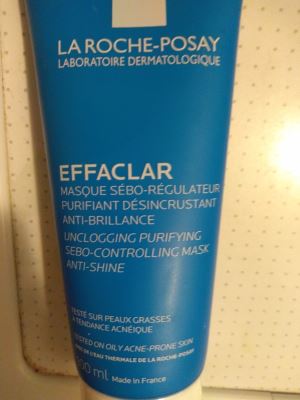 LA ROCHE-POSAY
LABORATOIRE DERMATOLOGIQUE
EFFACLAR
MASQUE SÉBO-RÉGULATEUR
PURIFIANT DÉSINCRUSTANT
ANTI-BRILLANCE
UNCLOGGING PURIFYING
SEBO-CONTROLLING MASK
ANTI-SHINE
TESTÉ SUR PEAUX GRASSES
À TENDANCE ACNÉIQUE
TESTED ON OILY ACNE-PRONE SKIN
DE L'EAU THERMALE DE LA ROCHE-POSAY
ml Made in France